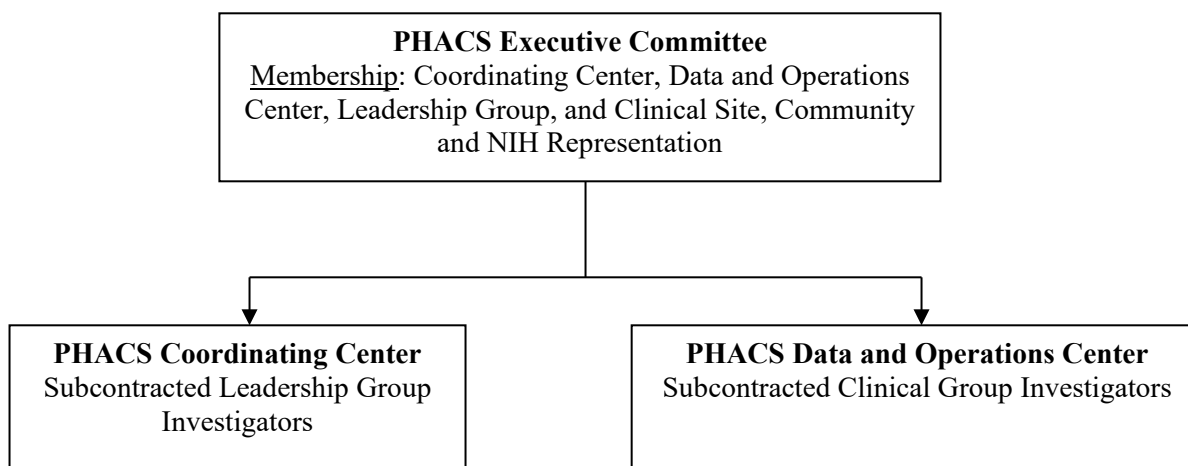 PHACS Executive Committee
Membership: Coordinating Center, Data and Operations
Center, Leadership Group, and Clinical Site, Community
and NIH Representation
PHACS Coordinating Center
Subcontracted Leadership Group
Investigators
PHACS Data and Operations Center
Subcontracted Clinical Group Investigators